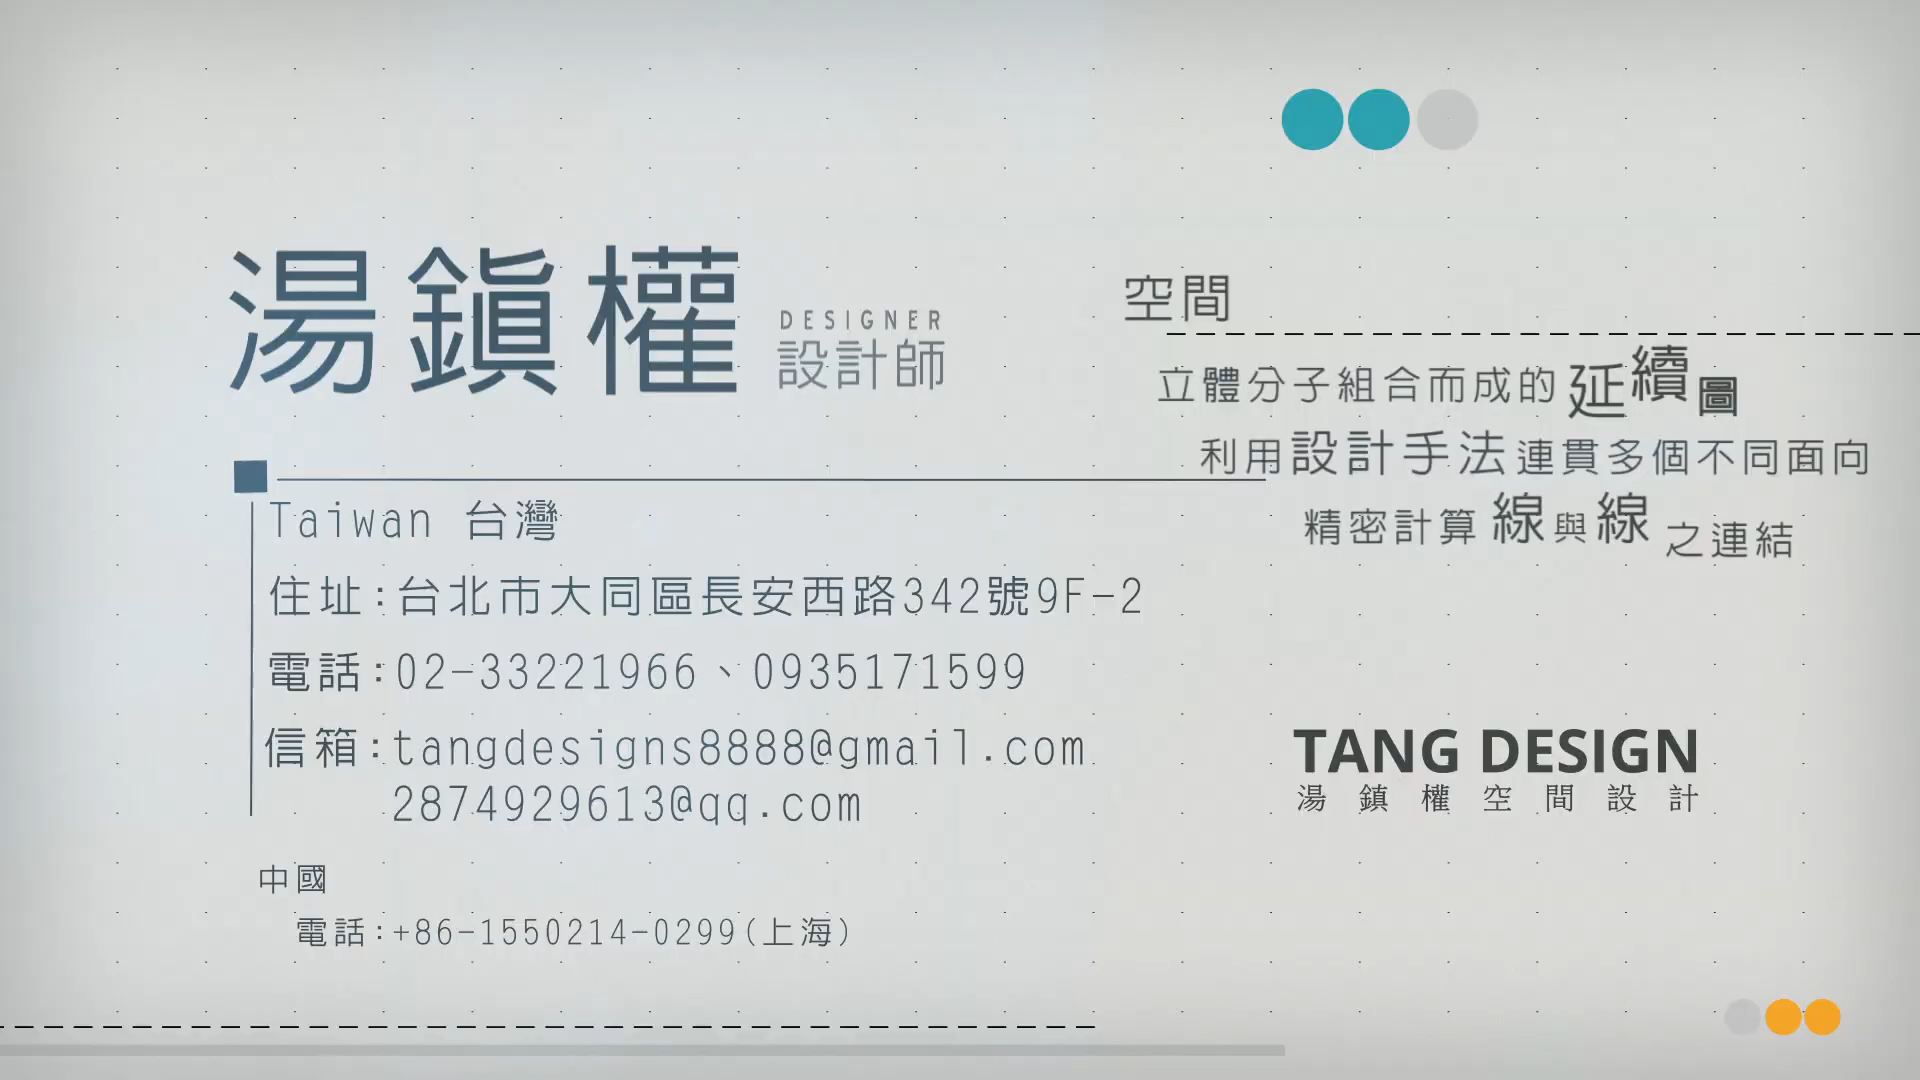 湯鎮權
DESIGNER
設計師
Taiwan 台灣
住址:台北市大同區長安西路342號9F-2
電話:02-33221966、0935171599
信箱:tangdesigns8888@gmail.com
2874929613@qq.com
中國
電話:+86-1550214-0299(上海)
空間
立體分子組合而成的延續圖
利用設計手法連貫多個不同面向
精密計算線與線之連結
TANG DESIGN
湯鎮權空間設計